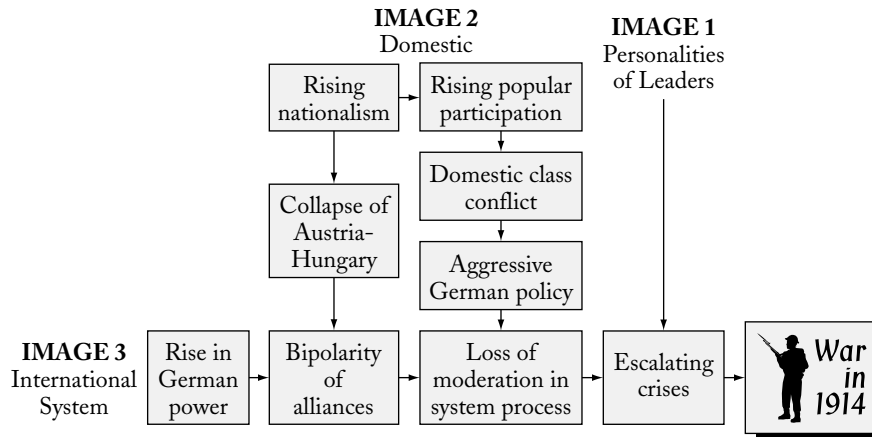 IMAGE 2
Domestic
IMAGE 1
Personalities
of Leaders
Rising
nationalism
Rising popular
participation
Collapse of
Austria-
Hungary
Domestic class
conflict
Aggressive
German policy
IMAGE 3
International
System
Rise in
German
power
Bipolarity
of
alliances
Loss of
moderation in
system process
Escalating
crises
War
in
1914